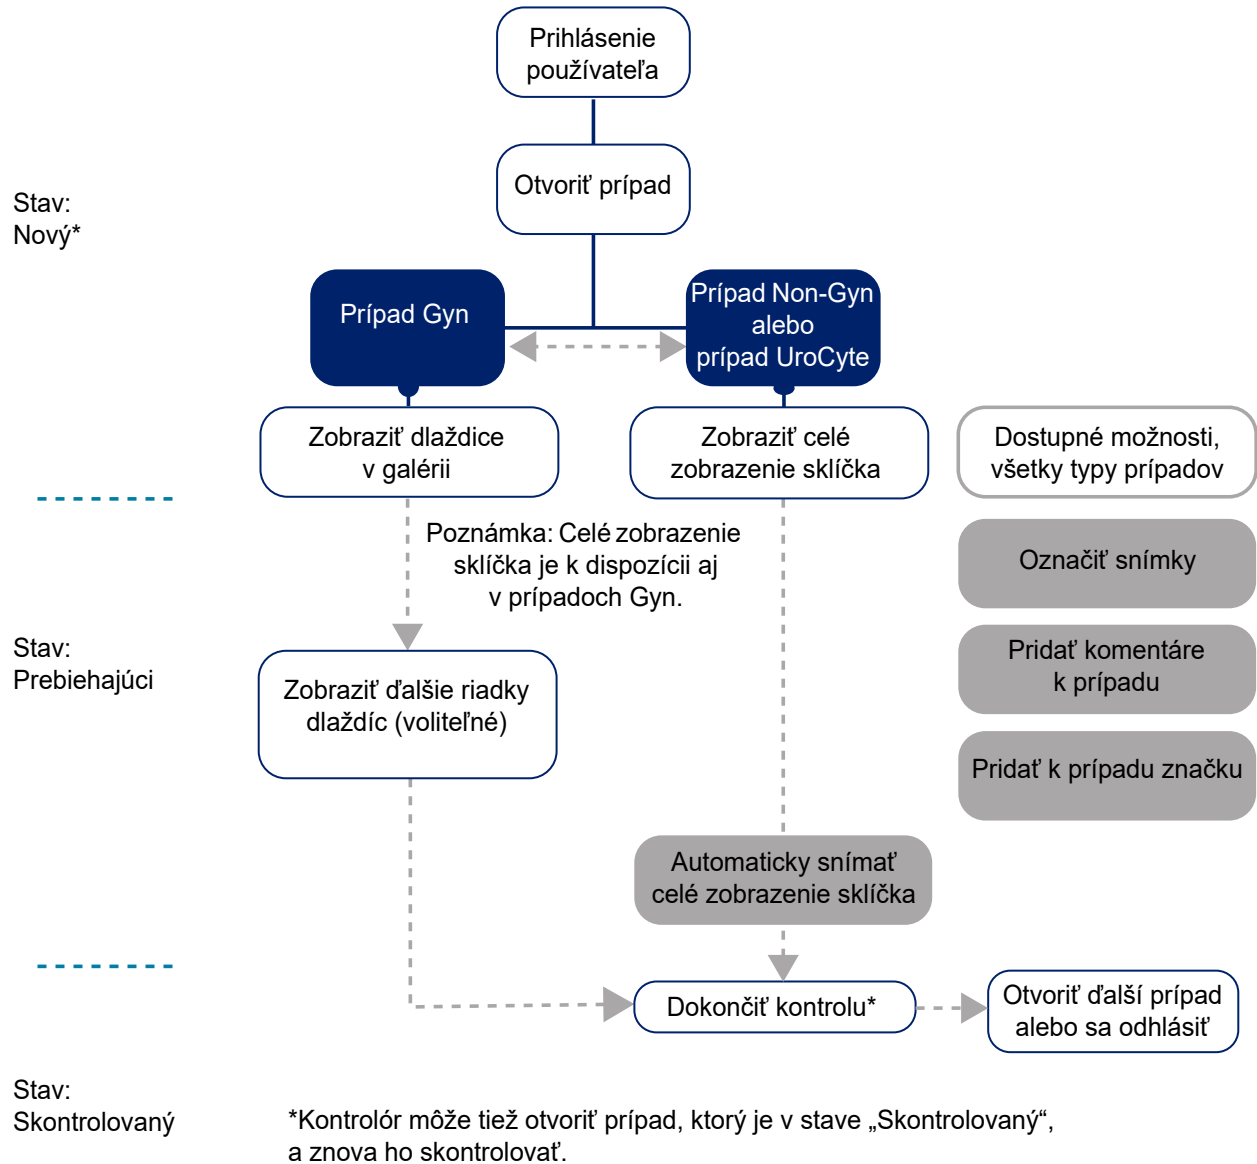 Prihlásenie
používateľa
Otvoriť prípad
Stav:
Nový*
Prípad Gyn
Prípad Non-Gyn
alebo
prípad UroCyte
Zobraziť dlaždice
v galérii
Zobraziť celé
zobrazenie sklíčka
Dostupné možnosti,
všetky typy prípadov
Poznámka: Celé zobrazenie
sklíčka je k dispozícii aj
v prípadoch Gyn.
Označiť snímky
Stav:
Prebiehajúci
Zobraziť ďalšie riadky
dlaždíc (voliteľné)
Pridať komentáre
k prípadu
Pridať k prípadu značku
Automaticky snímať
celé zobrazenie sklíčka
Dokončiť kontrolu*
Otvoriť ďalší prípad
alebo sa odhlásiť
Stav:
Skontrolovaný
*Kontrolór môže tiež otvoriť prípad, ktorý je v stave „Skontrolovaný“,
a znova ho skontrolovať.